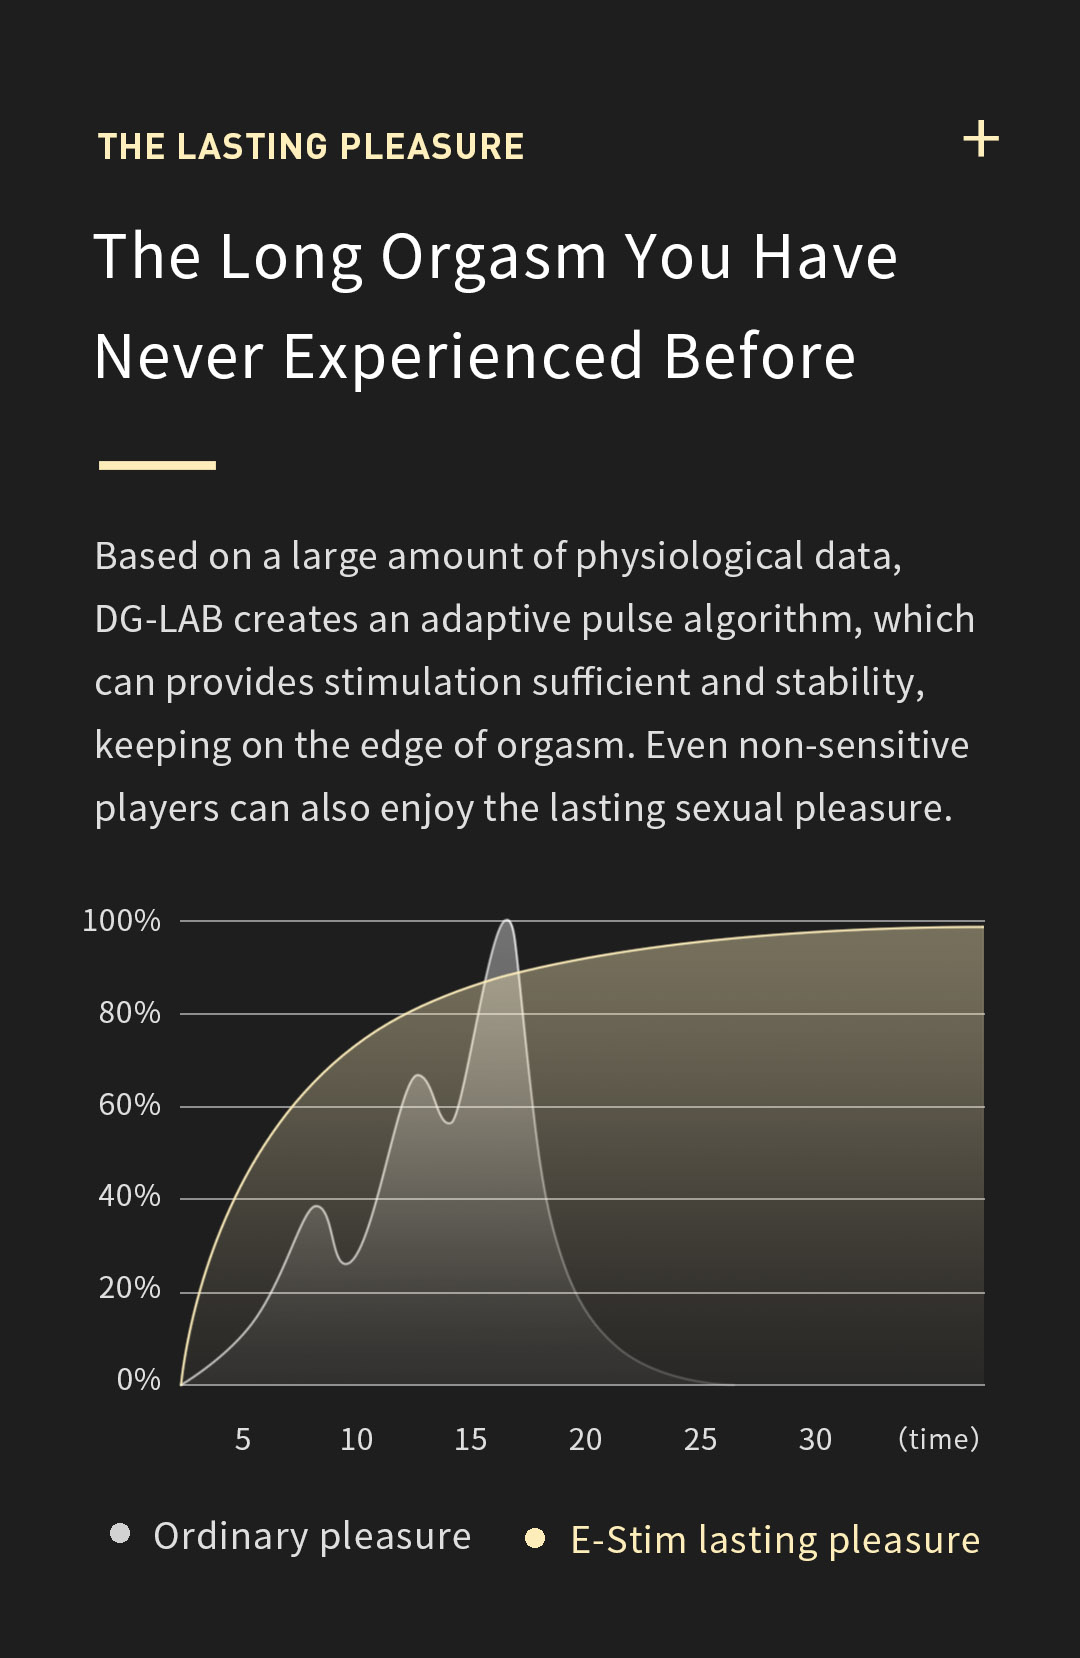 THE LASTING PLEASURE
+
The Long Orgasm You Have
Never Experienced Before
Based on a large amount of physiological data,
DG-LAB creates an adaptive pulse algorithm, which
can provides stimulation sufficient and stability,
keeping on the edge of orgasm. Even non-sensitive
players can also enjoy the lasting sexual pleasure.
100%
80%
60%
40%
20%
0%
5 10 15 20 25 30 (time)
Ordinary pleasure E-Stim lasting pleasure